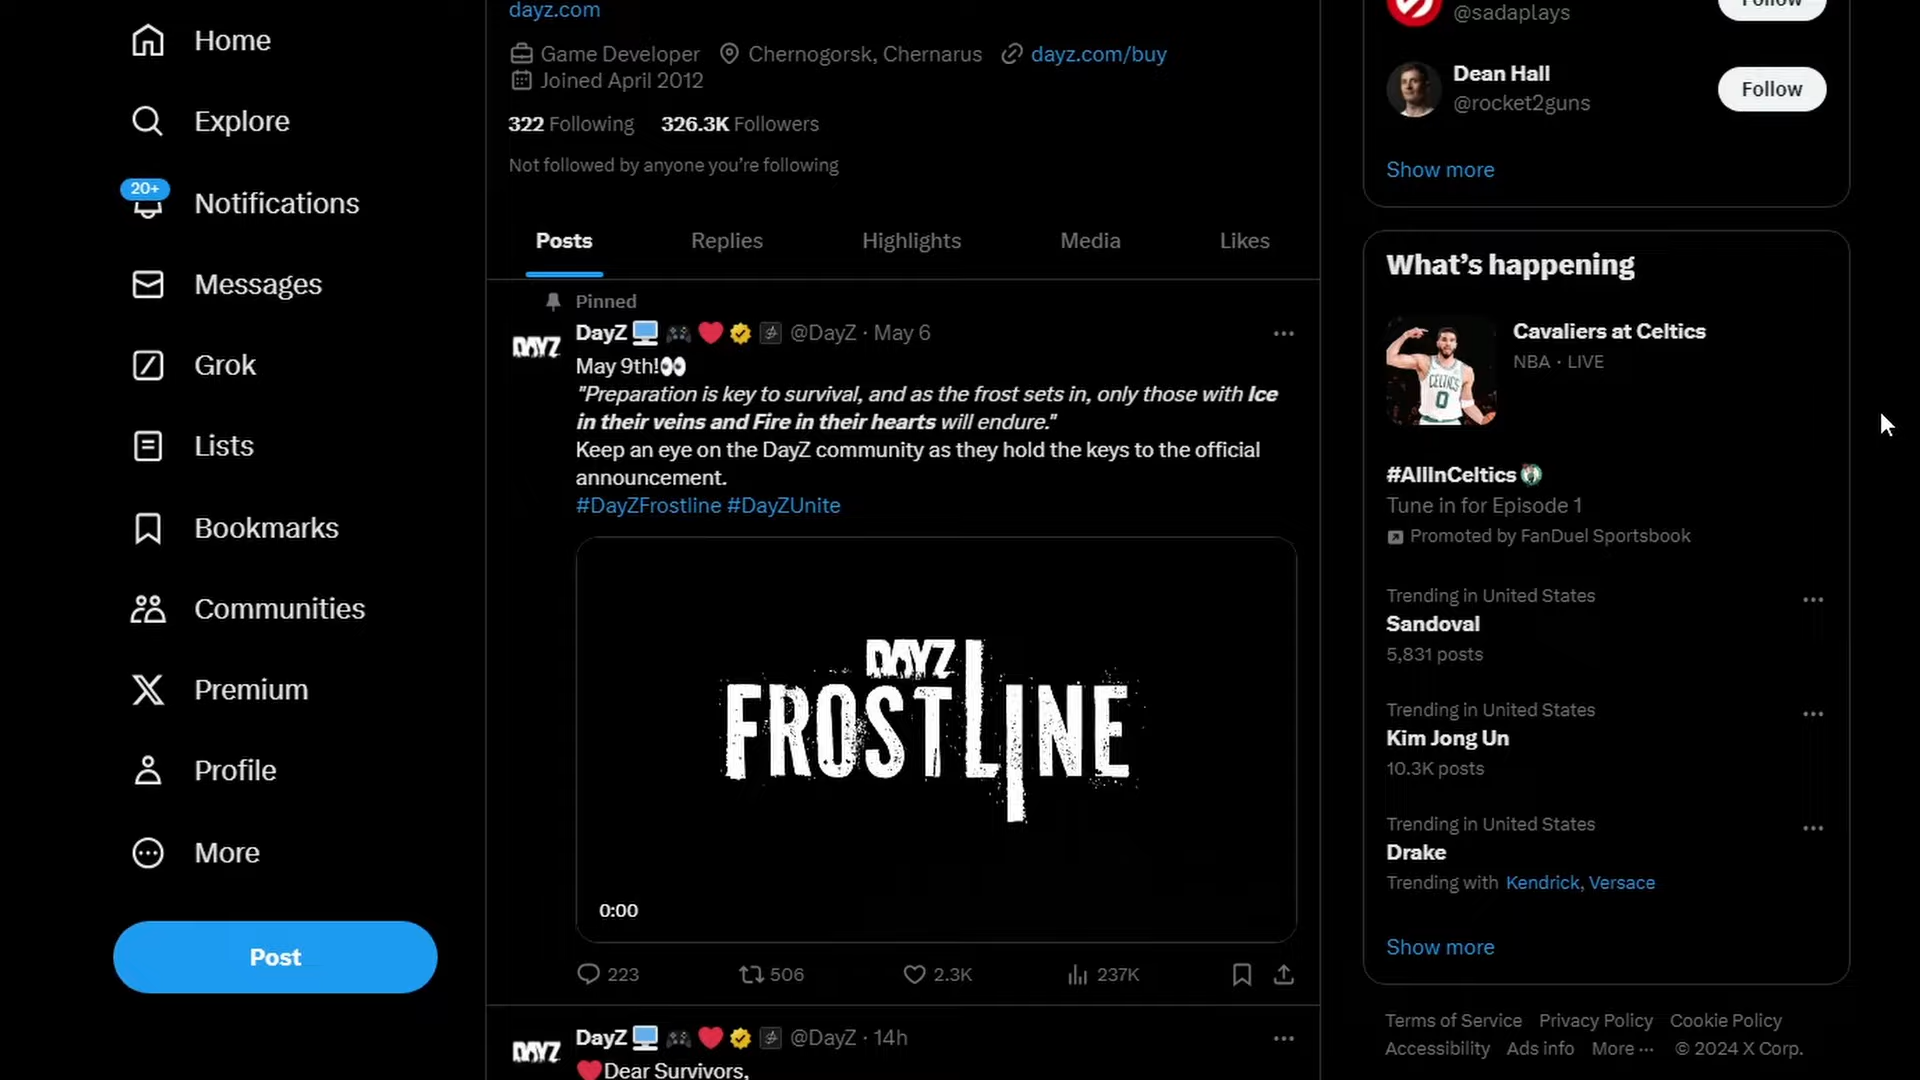 Home
Explore
20+
Notifications
Messages
Grok
Lists
Bookmarks
Communities
Premium
Profile
More
Post
dayz.com
Game Developer Chernogorsk, Chernarus dayz.com/buy
Joined April 2012
322 Following 326.3K Followers
Not followed by anyone you’re following
Posts Replies Highlights Media Likes
Pinned
DAYZ
DayZ 🖥️ 🎮 ❤️ @DayZ · May 6
May 9th!👀
"Preparation is key to survival, and as the frost sets in, only those with Ice
in their veins and Fire in their hearts will endure."
Keep an eye on the DayZ community as they hold the keys to the official
announcement.
#DayZFrostline #DayZUnite
DAYZ
FROSTLINE
0:00
223 506 2.3K 237K
DAYZ
DayZ 🖥️ 🎮 ❤️ @DayZ · 14h
❤️Dear Survivors,
@sadaplays
Follow
Dean Hall
@rocket2guns
Follow
Show more
What’s happening
Cavaliers at Celtics
NBA · LIVE
CELTICS
0
#AllInCeltics
Tune in for Episode 1
Promoted by FanDuel Sportsbook
Trending in United States
Sandoval
5,831 posts
Trending in United States
Kim Jong Un
10.3K posts
Trending in United States
Drake
Trending with Kendrick, Versace
Show more
Terms of Service Privacy Policy Cookie Policy
Accessibility Ads info More ··· © 2024 X Corp.